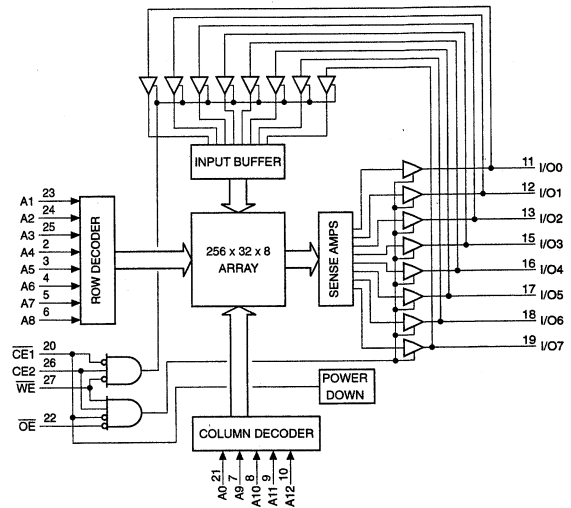 INPUT BUFFER
11 I/O0
12 I/O1
13 I/O2
15 I/O3
16 I/O4
17 I/O5
18 I/O6
19 I/O7
A1 23
A2 24
A3 25
A4 2
A5 3
A6 4
A7 5
A8 6
ROW DECODER
256 x 32 x 8
ARRAY
SENSE AMPS
C̅E̅1̅ 20
CE2 26
W̅E̅ 27
O̅E̅ 22
POWER
DOWN
COLUMN DECODER
A0 21
A9 7
A10 8
A11 9
A12 10